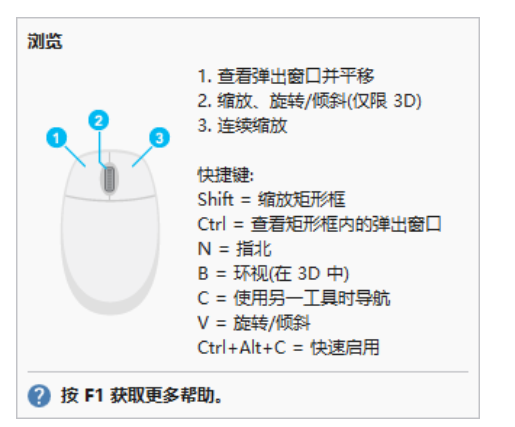 浏览
1. 查看弹出窗口并平移
2. 缩放、旋转/倾斜(仅限 3D)
3. 连续缩放
1
2
3
快捷键:
Shift = 缩放矩形框
Ctrl = 查看矩形框内的弹出窗口
N = 指北
B = 环视(在 3D 中)
C = 使用另一工具时导航
V = 旋转/倾斜
Ctrl+Alt+C = 快速启用
? 按 F1 获取更多帮助。